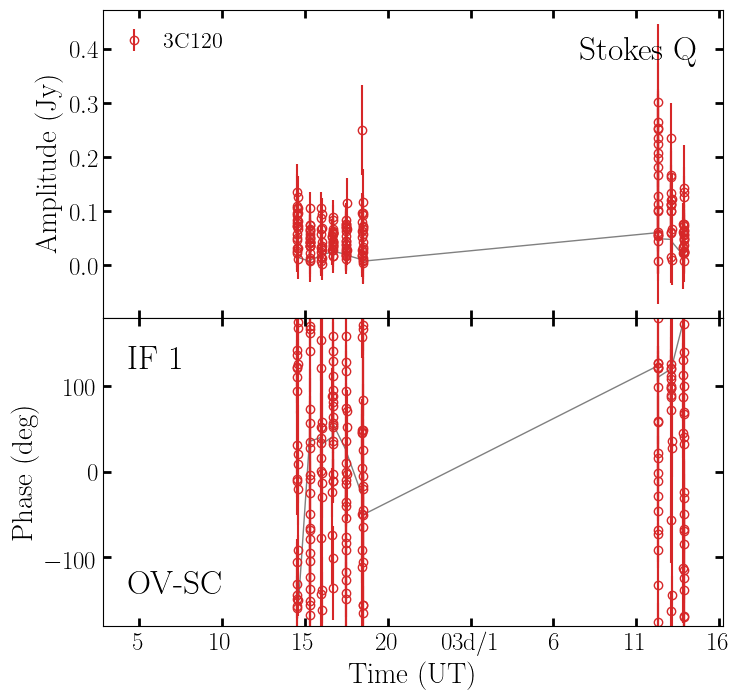 3C120
Stokes Q
Amplitude (Jy)
0.4
0.3
0.2
0.1
0.0
IF 1
OV-SC
Phase (deg)
100
0
−100
5 10 15 20 03d/1 6 11 16
Time (UT)